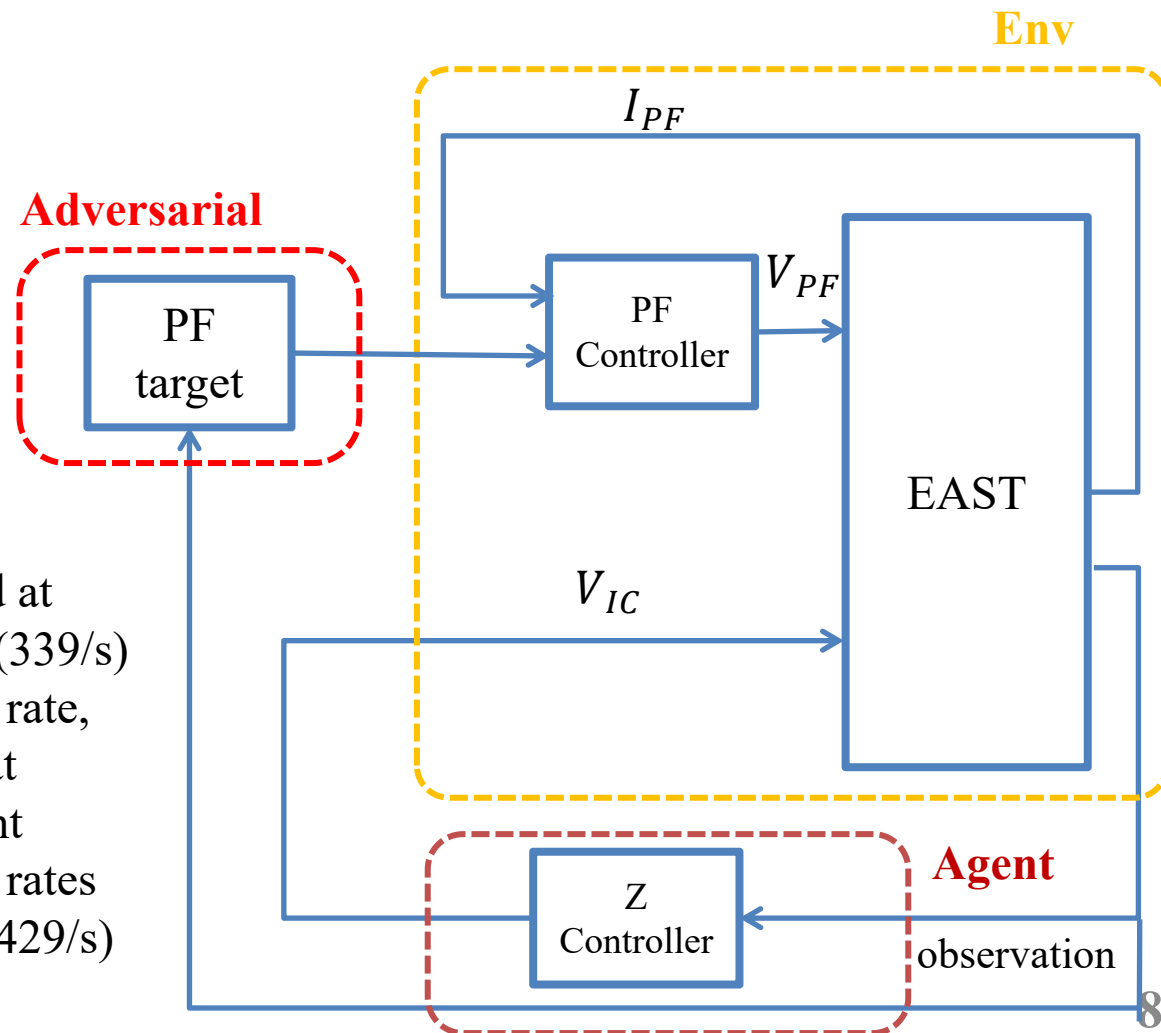 Env
I_PF
Adversarial
V_PF
PF
Controller
PF
target
EAST
at
(339/s)
V_IC
rate,
rates
429/s)
Z
Controller
Agent
observation
8